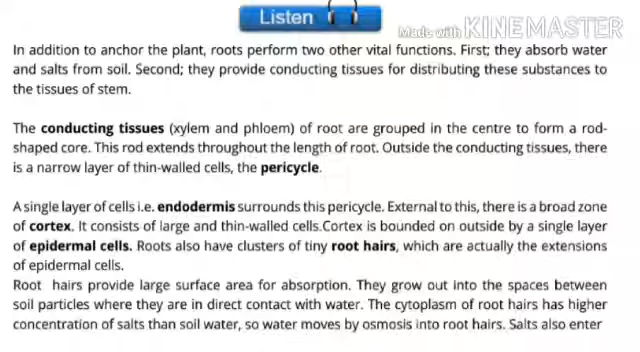 Listen
Made with KINEMASTER
In addition to anchor the plant, roots perform two other vital functions. First; they absorb water
and salts from soil. Second; they provide conducting tissues for distributing these substances to
the tissues of stem.
The conducting tissues (xylem and phloem) of root are grouped in the centre to form a rod-
shaped core. This rod extends throughout the length of root. Outside the conducting tissues, there
is a narrow layer of thin-walled cells, the pericycle.
A single layer of cells i.e. endodermis surrounds this pericycle. External to this, there is a broad zone
of cortex. It consists of large and thin-walled cells.Cortex is bounded on outside by a single layer
of epidermal cells. Roots also have clusters of tiny root hairs, which are actually the extensions
of epidermal cells.
Root hairs provide large surface area for absorption. They grow out into the spaces between
soil particles where they are in direct contact with water. The cytoplasm of root hairs has higher
concentration of salts than soil water, so water moves by osmosis into root hairs. Salts also enter